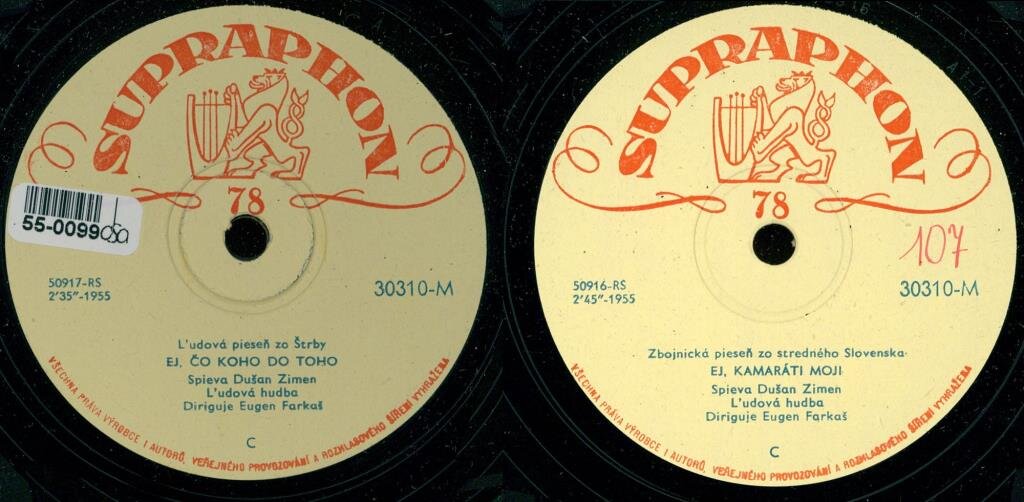 SUPRAPHON
78
55-0099
50917-RS
2'35"-1955
30310-M
L'udová pieseň zo Štrby
EJ, ČO KOHO DO TOHO
Spieva Dušan Zimen
L'udová hudba
Diriguje Eugen Farkaš
C
VŠECHNA PRÁVA VÝROBCE I AUTORŮ, VEŘEJNÉHO PROVOZOVÁNÍ A ROZHLASOVÉHO ŠÍŘENÍ VYHRAŽENA
SUPRAPHON
78
107
50916-RS
2'45"-1955
30310-M
Zbojnická pieseň zo stredného Slovenska
EJ, KAMARÁTI MOJI
Spieva Dušan Zimen
L'udová hudba
Diriguje Eugen Farkaš
C
VŠECHNA PRÁVA VÝROBCE I AUTORŮ, VEŘEJNÉHO PROVOZOVÁNÍ A ROZHLASOVÉHO ŠÍŘENÍ VYHRAŽENA